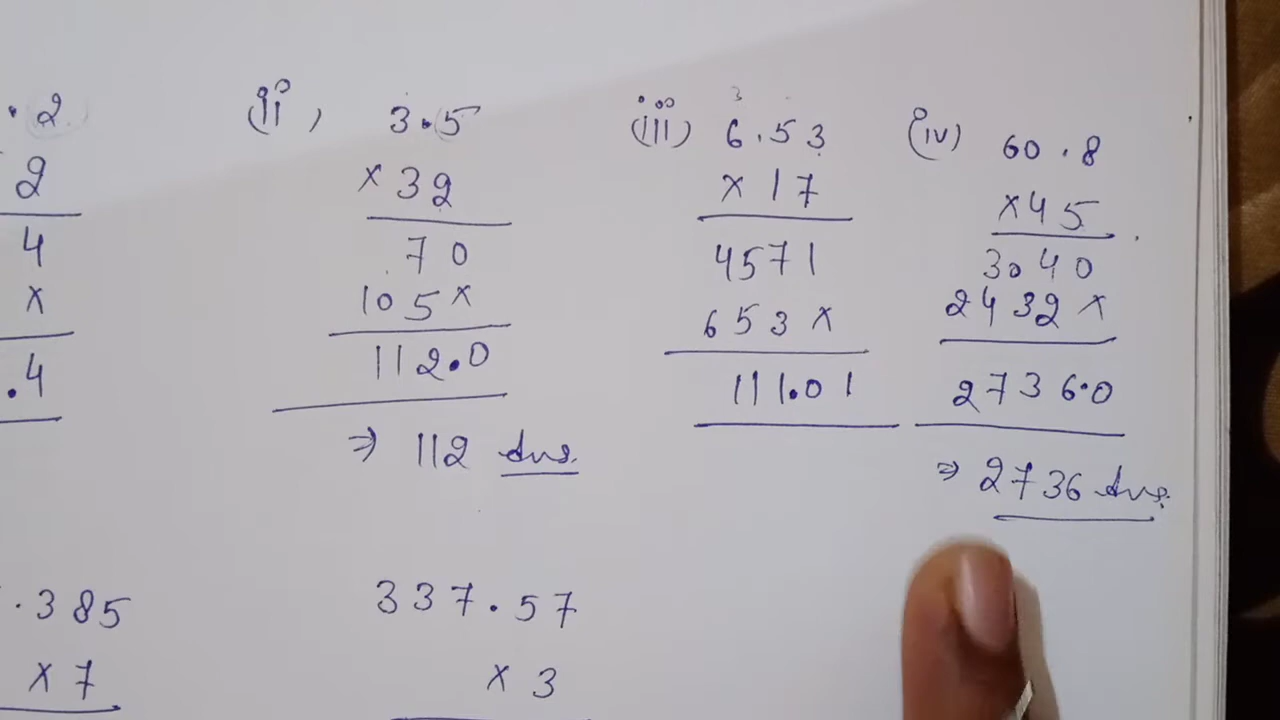 .2 (ii) 3.5 (iii) 6.53 (iv) 60.8
2 ×32 ×17 ×45
4 70 4571 3040
× 105× 653× 2432×
.4 112.0 111.01 2736.0
⇒ 112 Ans. ⇒ 2736 Ans.
.385 337.57
×7 ×3